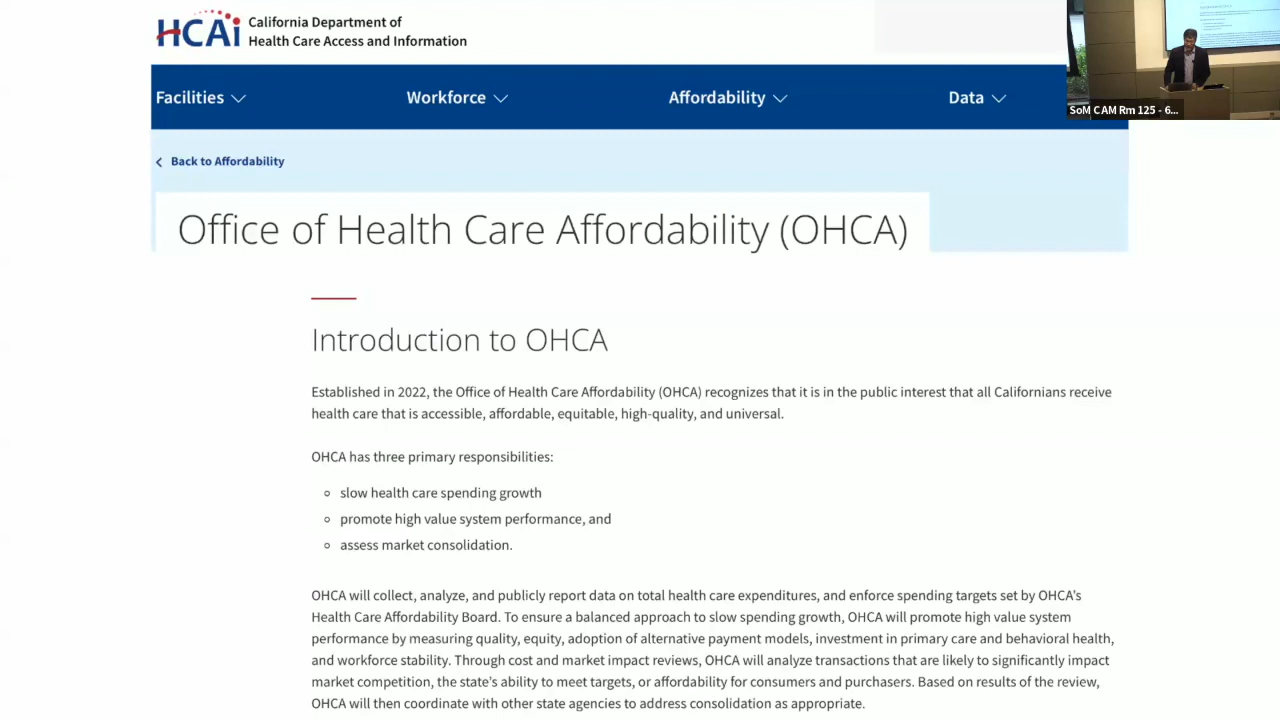 HCAi
California Department of
Health Care Access and Information
Facilities
Workforce
Affordability
Data
SoM CAM Rm 125 - 6...
Back to Affordability
Office of Health Care Affordability (OHCA)
Introduction to OHCA
Established in 2022, the Office of Health Care Affordability (OHCA) recognizes that it is in the public interest that all Californians receive
health care that is accessible, affordable, equitable, high-quality, and universal.
OHCA has three primary responsibilities:
slow health care spending growth
promote high value system performance, and
assess market consolidation.
OHCA will collect, analyze, and publicly report data on total health care expenditures, and enforce spending targets set by OHCA's
Health Care Affordability Board. To ensure a balanced approach to slow spending growth, OHCA will promote high value system
performance by measuring quality, equity, adoption of alternative payment models, investment in primary care and behavioral health,
and workforce stability. Through cost and market impact reviews, OHCA will analyze transactions that are likely to significantly impact
market competition, the state's ability to meet targets, or affordability for consumers and purchasers. Based on results of the review,
OHCA will then coordinate with other state agencies to address consolidation as appropriate.